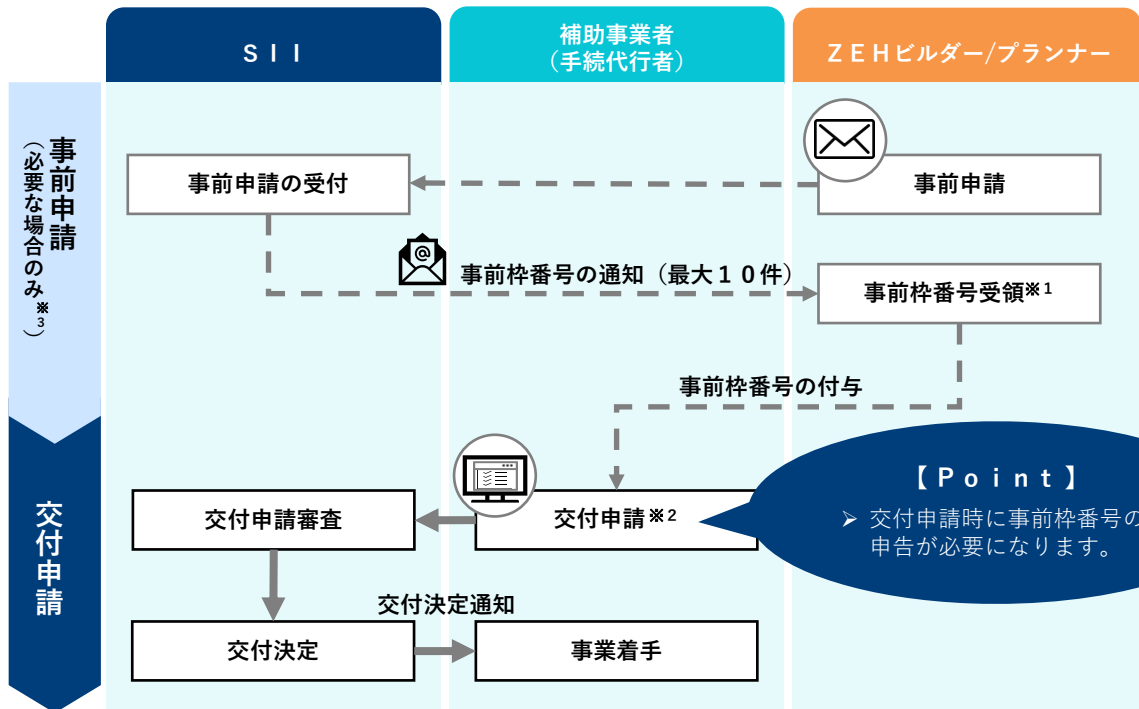 ＳＩＩ
補助事業者
（手続代行者）
ＺＥＨビルダー/プランナー
事前申請
（必要な場合のみ※3）
事前申請の受付
事前申請
@
事前枠番号の通知（最大１０件）
事前枠番号受領※1
事前枠番号の付与
交付申請
交付申請審査
交付申請※2
【Ｐｏｉｎｔ】
➢ 交付申請時に事前枠番号の
申告が必要になります。
交付決定通知
交付決定
事業着手